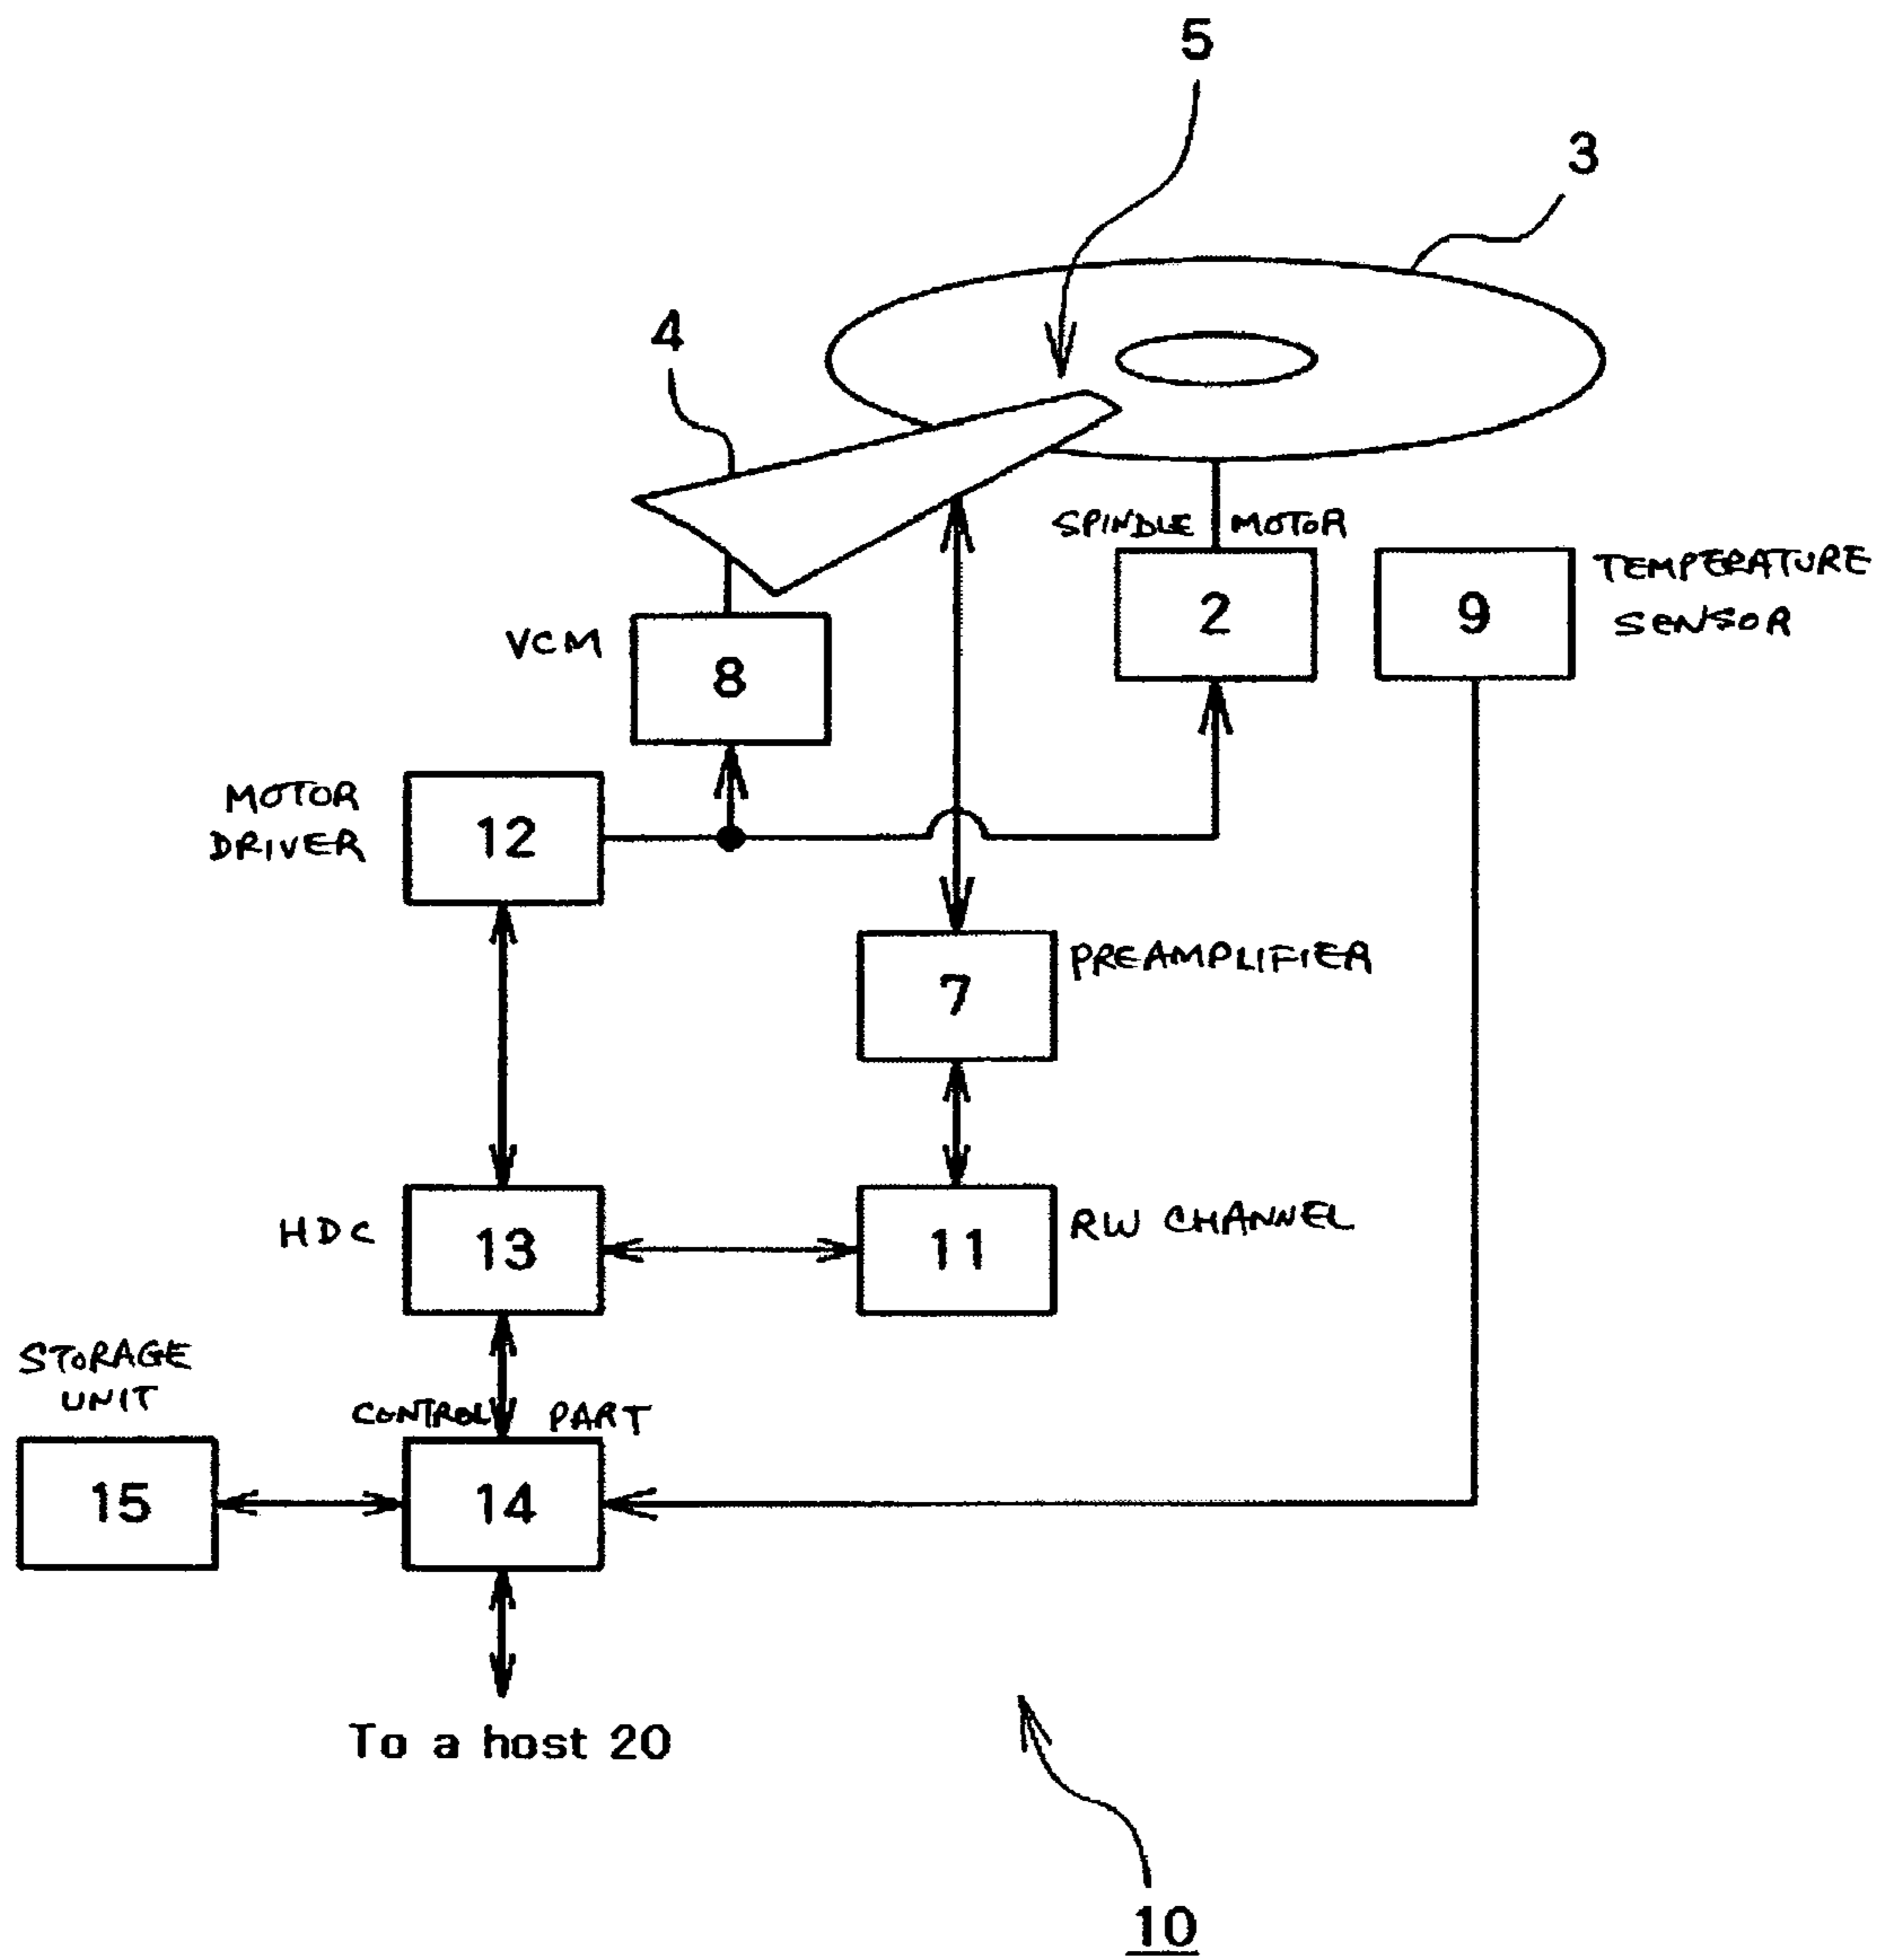 5
3
4
SPINDLE MOTOR
TEMPERATURE
SENSOR
2
9
VCM
8
MOTOR
DRIVER
12
PREAMPLIFIER
7
HDC
13
11
RW CHANNEL
STORAGE
UNIT
CONTROL PART
15
14
To a host 20
10